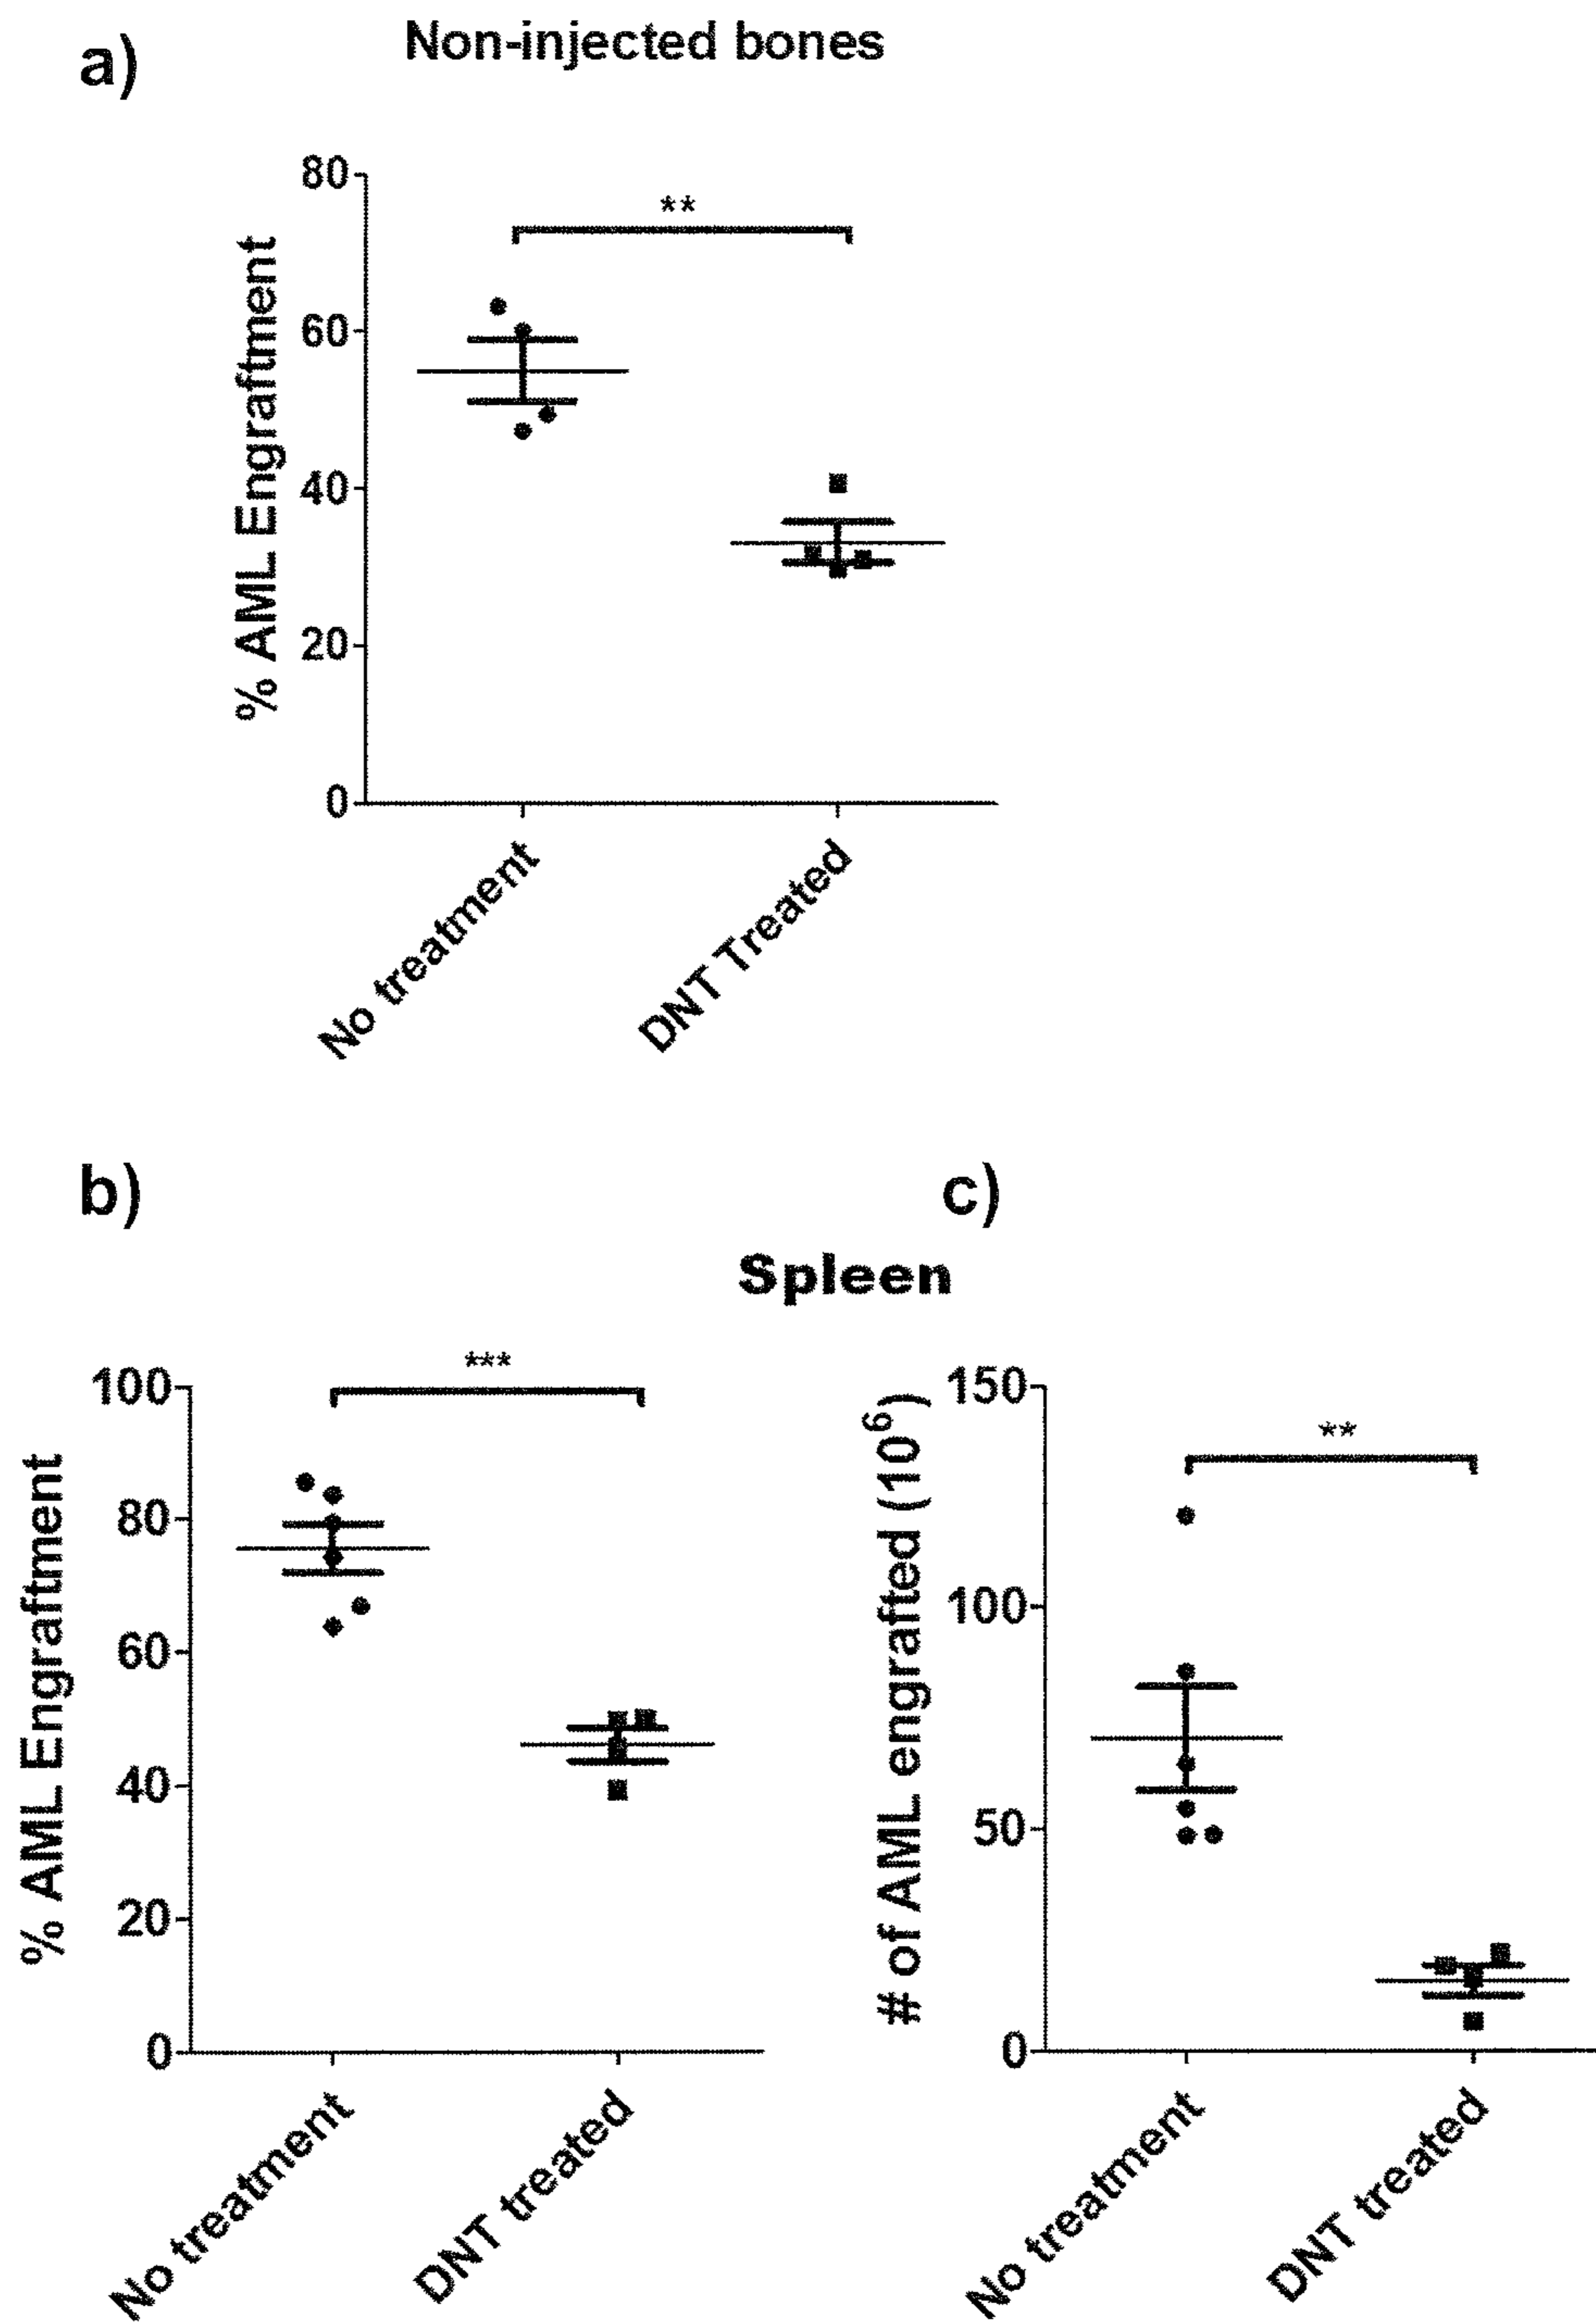 a)
Non-injected bones
% AML Engraftment
80
60
40
20
0
**
No treatment
DNT Treated
b)
c)
Spleen
% AML Engraftment
100
80
60
40
20
0
***
No treatment
DNT treated
# of AML engrafted (10⁶)
150
100
50
0
**
No treatment
DNT treated